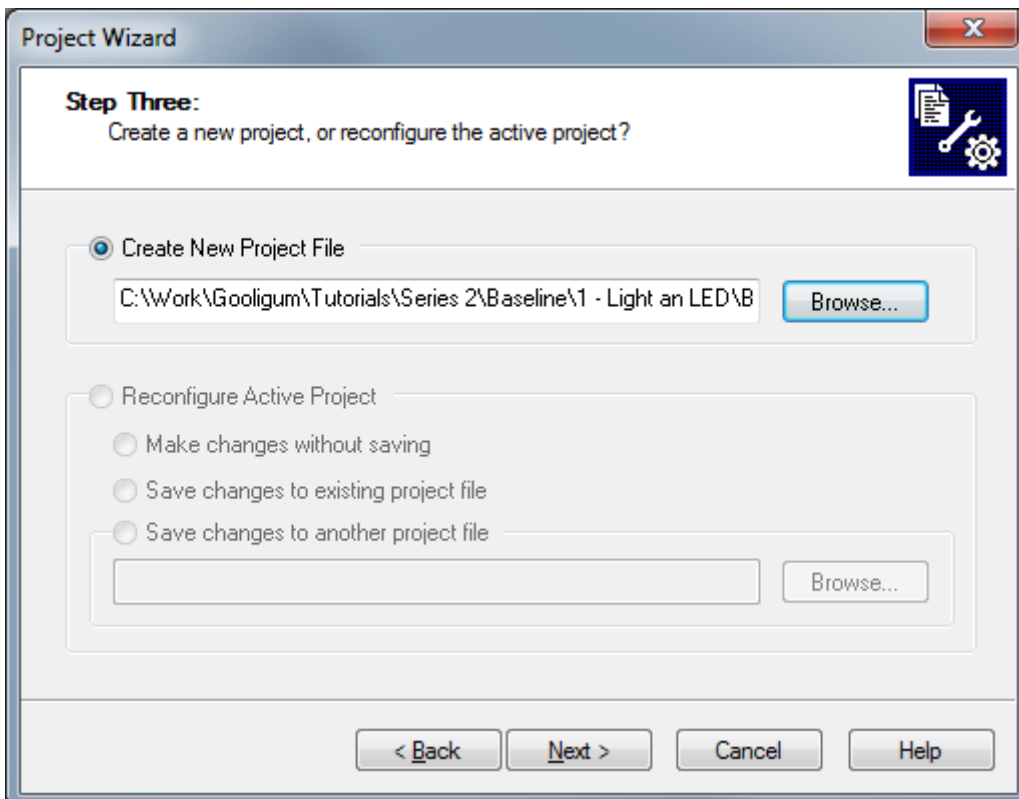 Project Wizard
Step Three:
Create a new project, or reconfigure the active project?
Create New Project File
C:\Work\Gooligum\Tutorials\Series 2\Baseline\1 - Light an LED\B
Browse...
Reconfigure Active Project
Make changes without saving
Save changes to existing project file
Save changes to another project file
Browse...
< Back
Next >
Cancel
Help